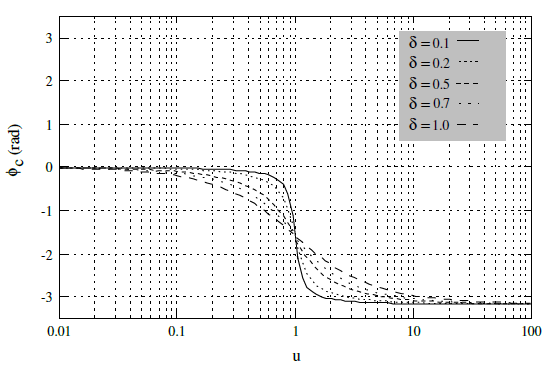 3
2
1
0
-1
-2
-3
ϕc (rad)
δ = 0.1
δ = 0.2
δ = 0.5
δ = 0.7
δ = 1.0
0.01 0.1 1 10 100
u